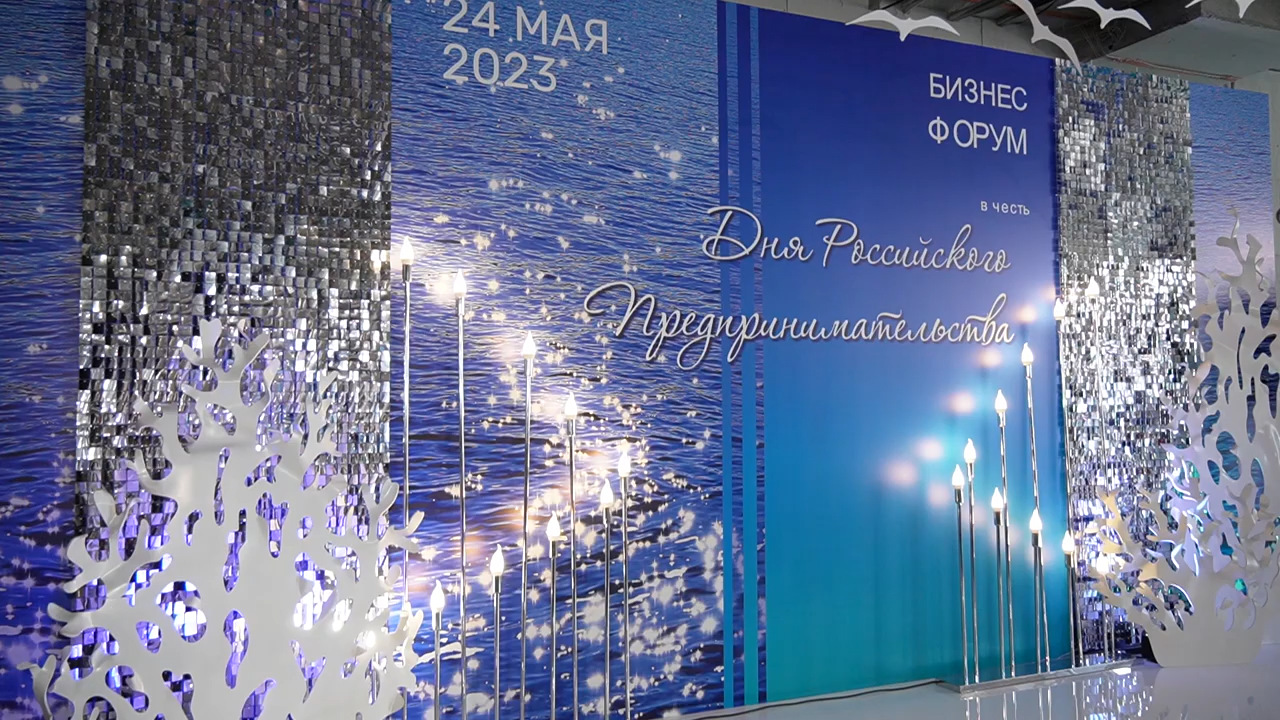 24 МАЯ
2023
БИЗНЕС
ФОРУМ
в честь
Дня Российского
Предпринимательства